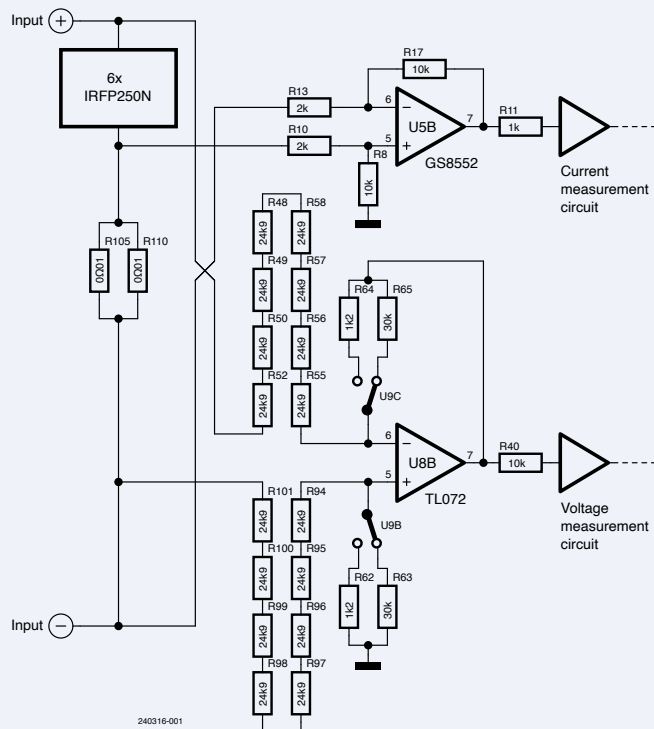 Input +
6x
IRFP250N
R17
10k
R13
2k
6 −
7
R11
1k
U5B
R10
2k
5 +
GS8552
R8
10k
Current
measurement
circuit
R48
24k9
R58
24k9
R105
0Ω01
R110
0Ω01
R49
24k9
R57
24k9
R50
24k9
R56
24k9
R64
1k2
R65
30k
R52
24k9
R55
24k9
U9C
6 −
7
R40
10k
U8B
5 +
TL072
R101
24k9
R94
24k9
U9B
Voltage
measurement
circuit
R100
24k9
R95
24k9
R62
1k2
R63
30k
R99
24k9
R96
24k9
Input −
R98
24k9
R97
24k9
240316-001